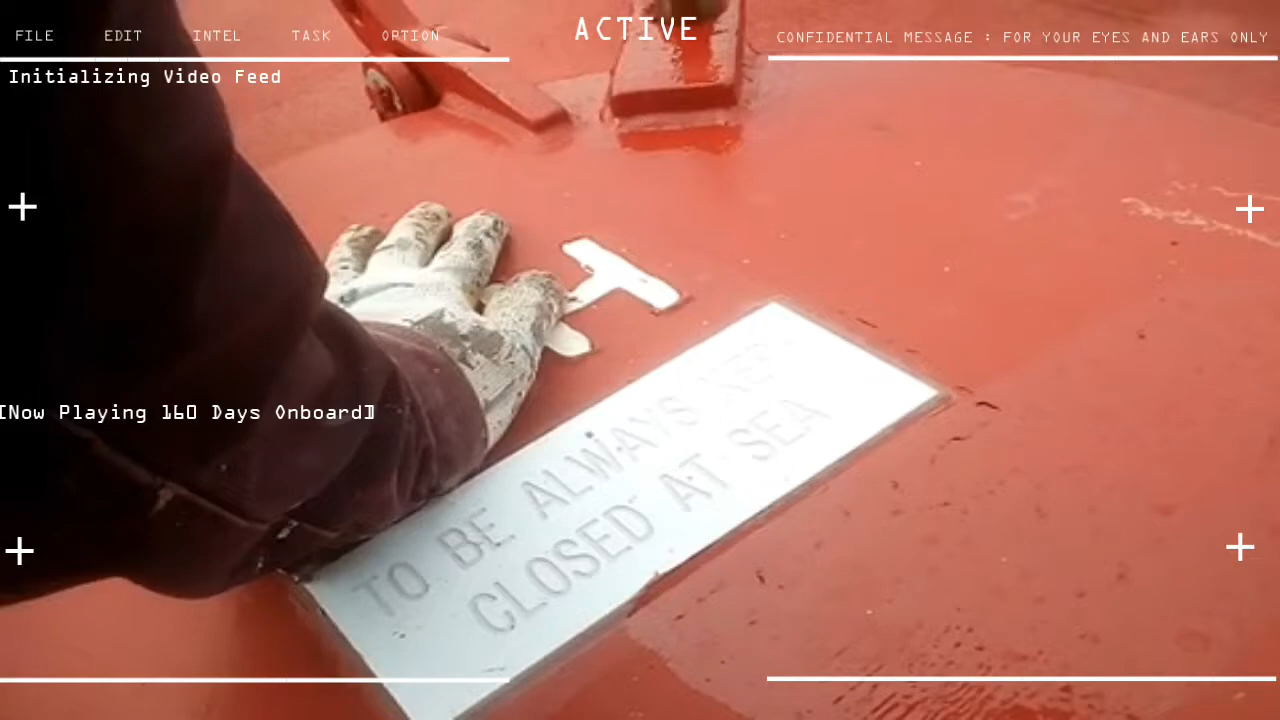 FILE EDIT INTEL TASK OPTION
ACTIVE
CONFIDENTIAL MESSAGE : FOR YOUR EYES AND EARS ONLY
Initializing Video Feed
[Now Playing 160 Days Onboard]
T
TO BE ALWAYS
CLOSED AT SEA